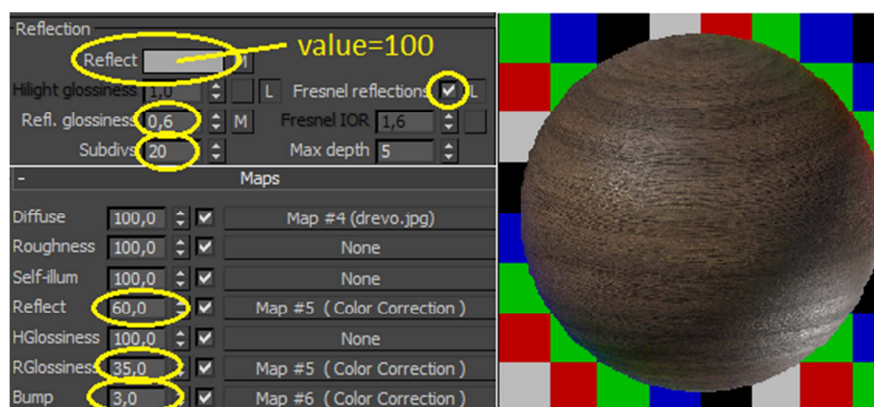 Reflection
value=100
Reflect M
Hilight glossiness 1,0 L Fresnel reflections L
Refl. glossiness 0,6 M Fresnel IOR 1,6
Subdivs 20 Max depth 5
- Maps
Diffuse 100,0 Map #4 (drevo.jpg)
Roughness 100,0 None
Self-illum 100,0 None
Reflect 60,0 Map #5 ( Color Correction )
HGlossiness 100,0 None
RGlossiness 35,0 Map #5 ( Color Correction )
Bump 3,0 Map #6 ( Color Correction )